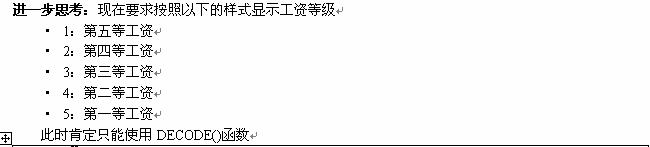 进一步思考：现在要求按照以下的样式显示工资等级
· 1：第五等工资
· 2：第四等工资
· 3：第三等工资
· 4：第二等工资
· 5：第一等工资
此时肯定只能使用 DECODE()函数